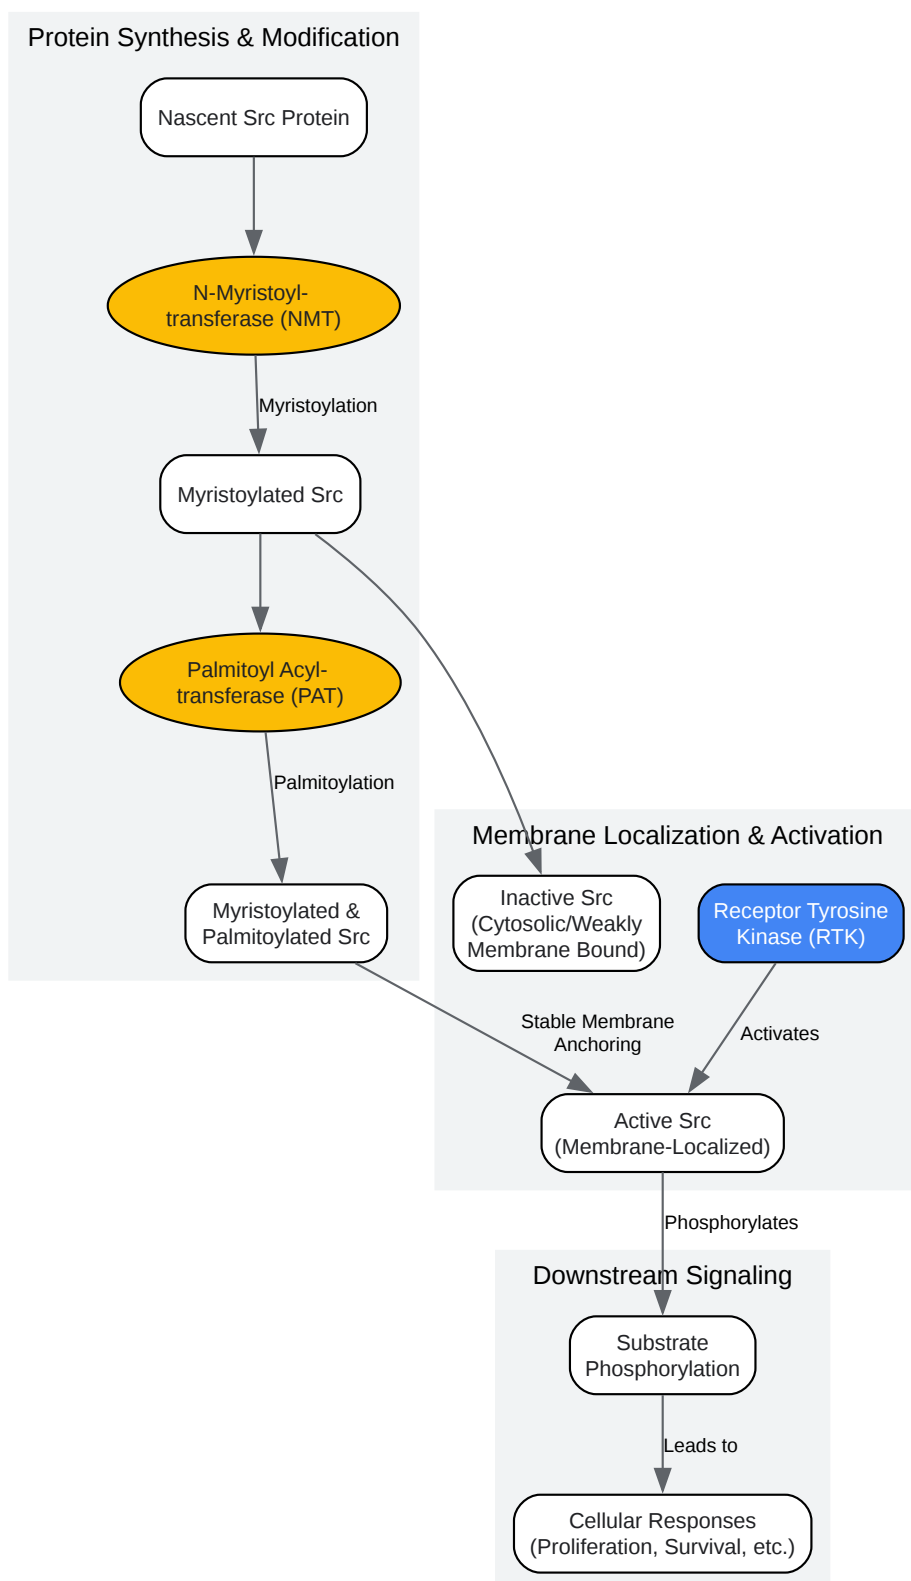 Protein Synthesis & Modification
Nascent Src Protein
N-Myristoyl-
transferase (NMT)
Myristoylation
Myristoylated Src
Palmitoyl Acyl-
transferase (PAT)
Palmitoylation
Myristoylated &
Palmitoylated Src
Membrane Localization & Activation
Inactive Src
(Cytosolic/Weakly
Membrane Bound)
Receptor Tyrosine
Kinase (RTK)
Stable Membrane
Anchoring
Activates
Active Src
(Membrane-Localized)
Phosphorylates
Downstream Signaling
Substrate
Phosphorylation
Leads to
Cellular Responses
(Proliferation, Survival, etc.)